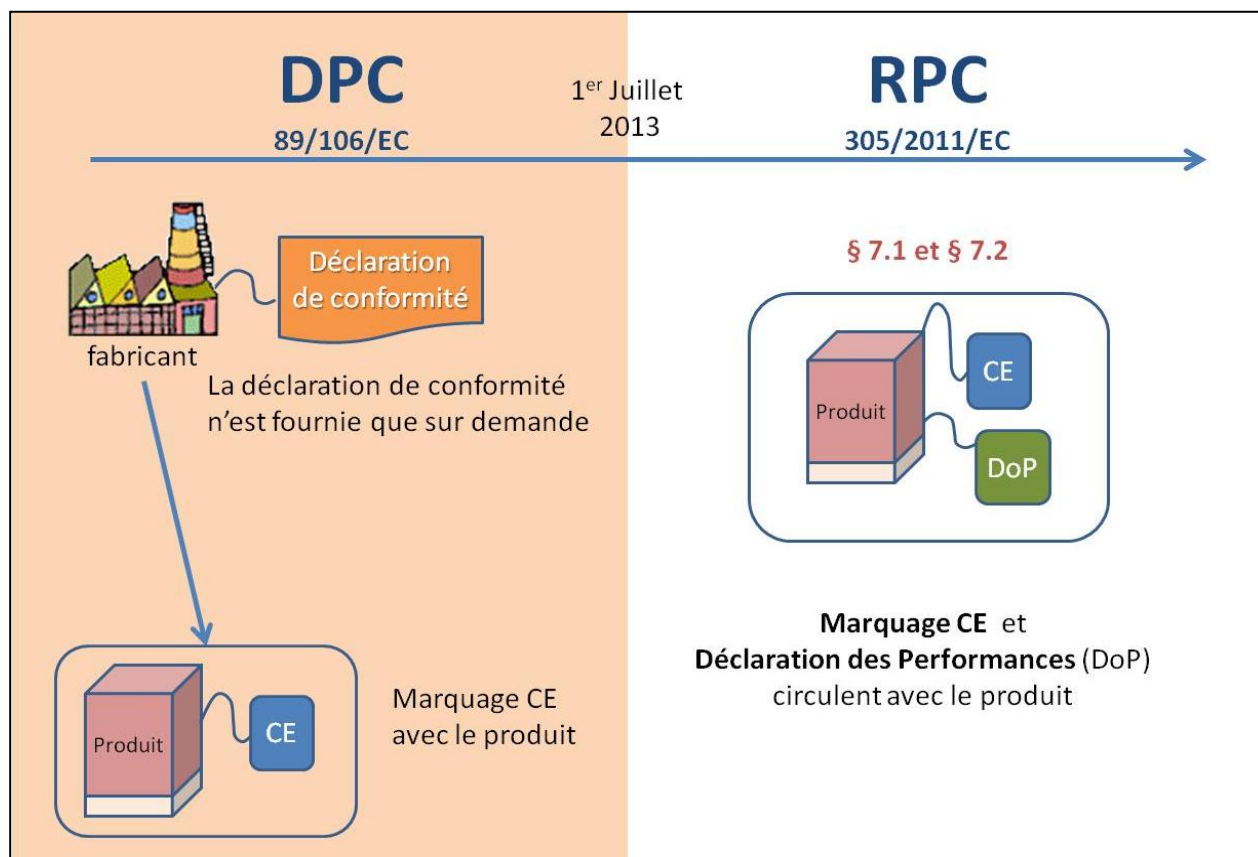 DPC
89/106/EC
1er Juillet
2013
RPC
305/2011/EC
Déclaration
de conformité
fabricant
La déclaration de conformité
n’est fournie que sur demande
Produit
CE
Marquage CE
avec le produit
§ 7.1 et § 7.2
Produit
CE
DoP
Marquage CE et
Déclaration des Performances (DoP)
circulent avec le produit